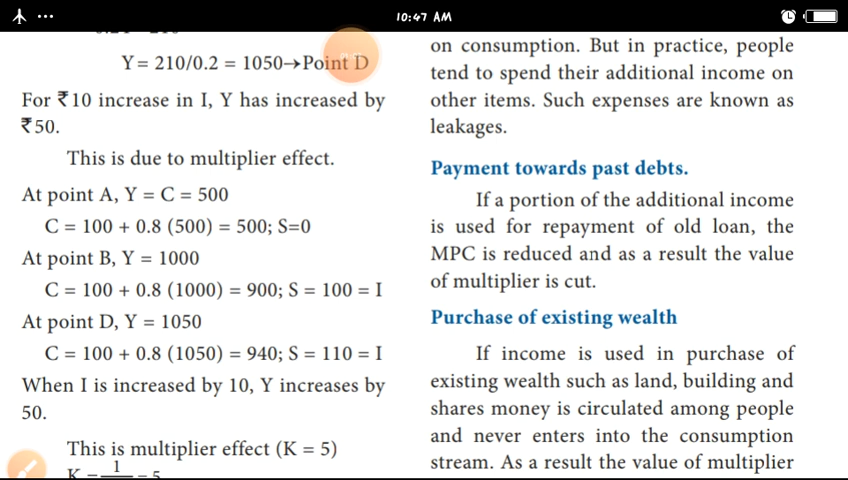 10:47 AM
Y = 210/0.2 = 1050→Point D
For ₹10 increase in I, Y has increased by
₹50.
This is due to multiplier effect.
At point A, Y = C = 500
C = 100 + 0.8 (500) = 500; S=0
At point B, Y = 1000
C = 100 + 0.8 (1000) = 900; S = 100 = I
At point D, Y = 1050
C = 100 + 0.8 (1050) = 940; S = 110 = I
When I is increased by 10, Y increases by
50.
This is multiplier effect (K = 5)
on consumption. But in practice, people
tend to spend their additional income on
other items. Such expenses are known as
leakages.
Payment towards past debts.
If a portion of the additional income
is used for repayment of old loan, the
MPC is reduced and as a result the value
of multiplier is cut.
Purchase of existing wealth
If income is used in purchase of
existing wealth such as land, building and
shares money is circulated among people
and never enters into the consumption
stream. As a result the value of multiplier